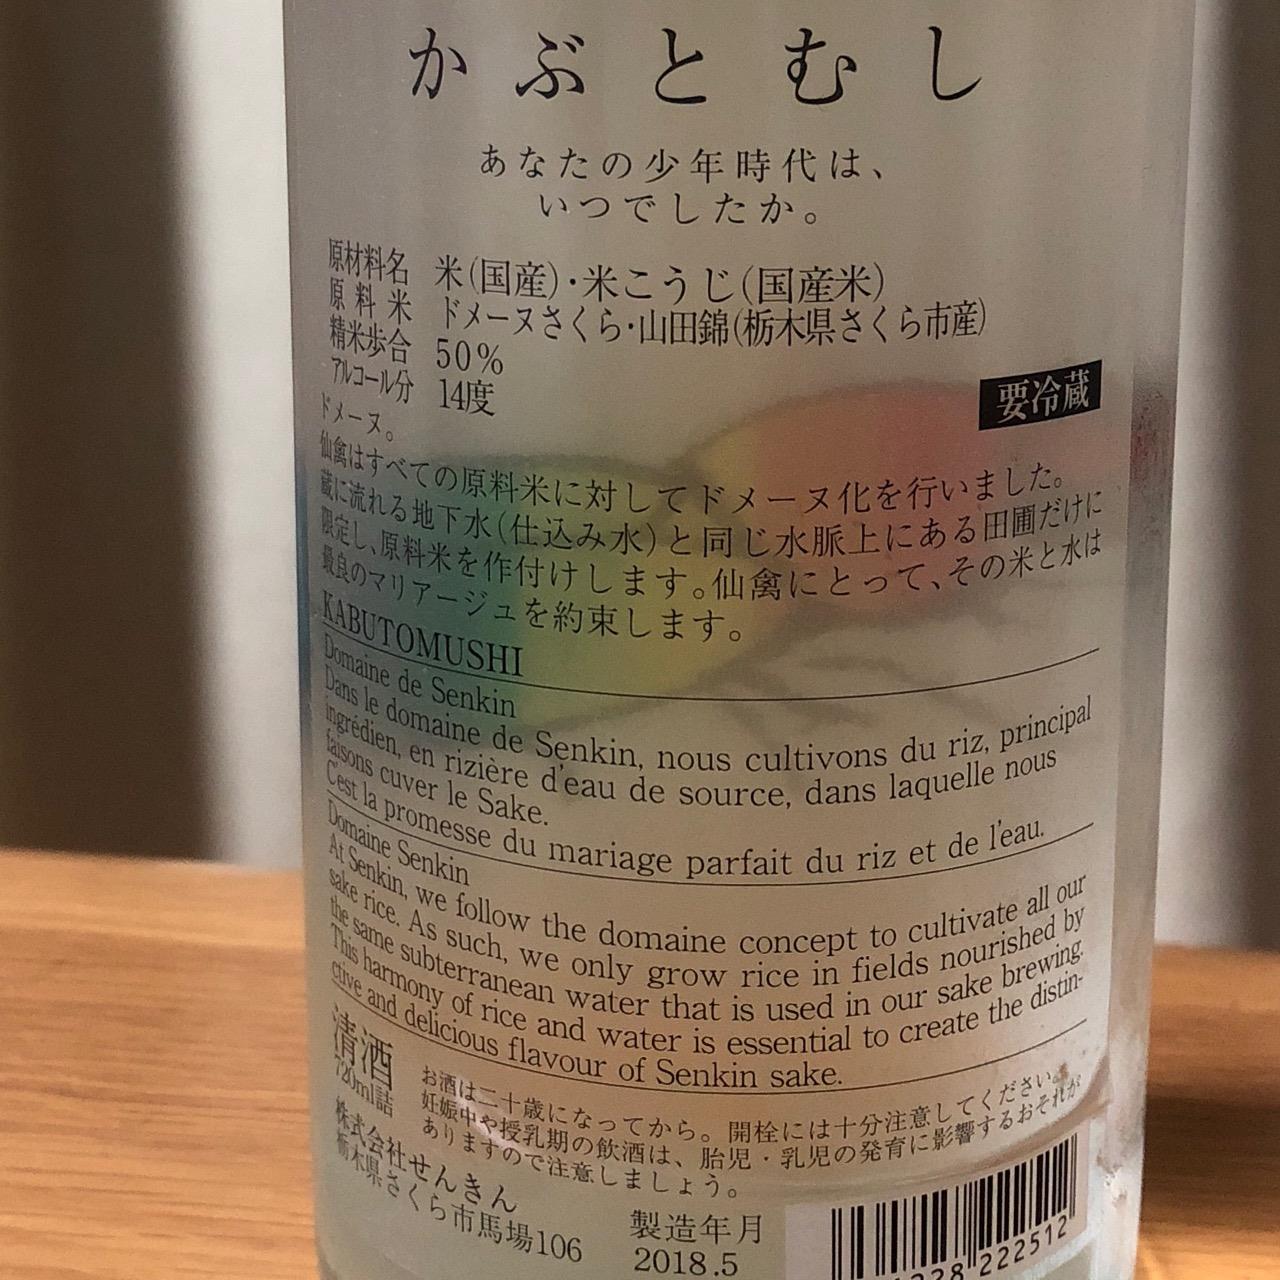 かぶとむし
あなたの少年時代は、
いつでしたか。
原材料名 米(国産)・米こうじ(国産米)
原料米 ドメーヌさくら・山田錦(栃木県さくら市産)
精米歩合 50%
アルコール分 14度
要冷蔵
ドメーヌ。
仙禽はすべての原料米に対してドメーヌ化を行いました。
蔵に流れる地下水(仕込み水)と同じ水脈上にある田圃だけに
限定し、原料米を作付けします。仙禽にとって、その米と水は
最良のマリアージュを約束します。
KABUTOMUSHI
Domaine de Senkin
Dans le domaine de Senkin, nous cultivons du riz, principal
ingrédien, en rizière d'eau de source, dans laquelle nous
faisons cuver le Sake.
C'est la promesse du mariage parfait du riz et de l'eau.
Domaine Senkin
At Senkin, we follow the domaine concept to cultivate all our
sake rice. As such, we only grow rice in fields nourished by
the same subterranean water that is used in our sake brewing.
This harmony of rice and water is essential to create the distin-
ctive and delicious flavour of Senkin sake.
清酒
720ml詰
お酒は二十歳になってから。開栓には十分注意してください。
妊娠中や授乳期の飲酒は、胎児・乳児の発育に影響するおそれが
ありますので注意しましょう。
株式会社せんきん
栃木県さくら市馬場106
製造年月
2018.5
228 222512